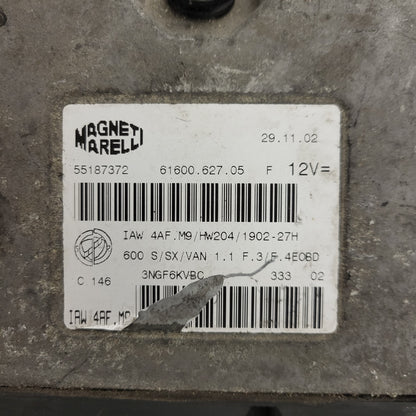 MAGNETI
MARELLI
29.11.02
55187372 61600.627.05 F 12V=
IAW 4AF.M9/HW204/1902-27H
600 S/SX/VAN 1.1 F.3/F.4EOBD
3NGF6KVBC 333 02
C.146
IAW 4AF.M9